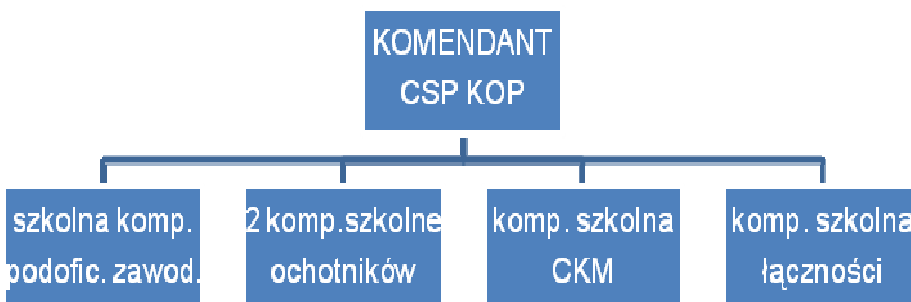 KOMENDANT
CSP KOP
szkolna komp.
podofic. zawod.
2 komp.szkolne
ochotników
komp. szkolna
CKM
komp. szkolna
łączności